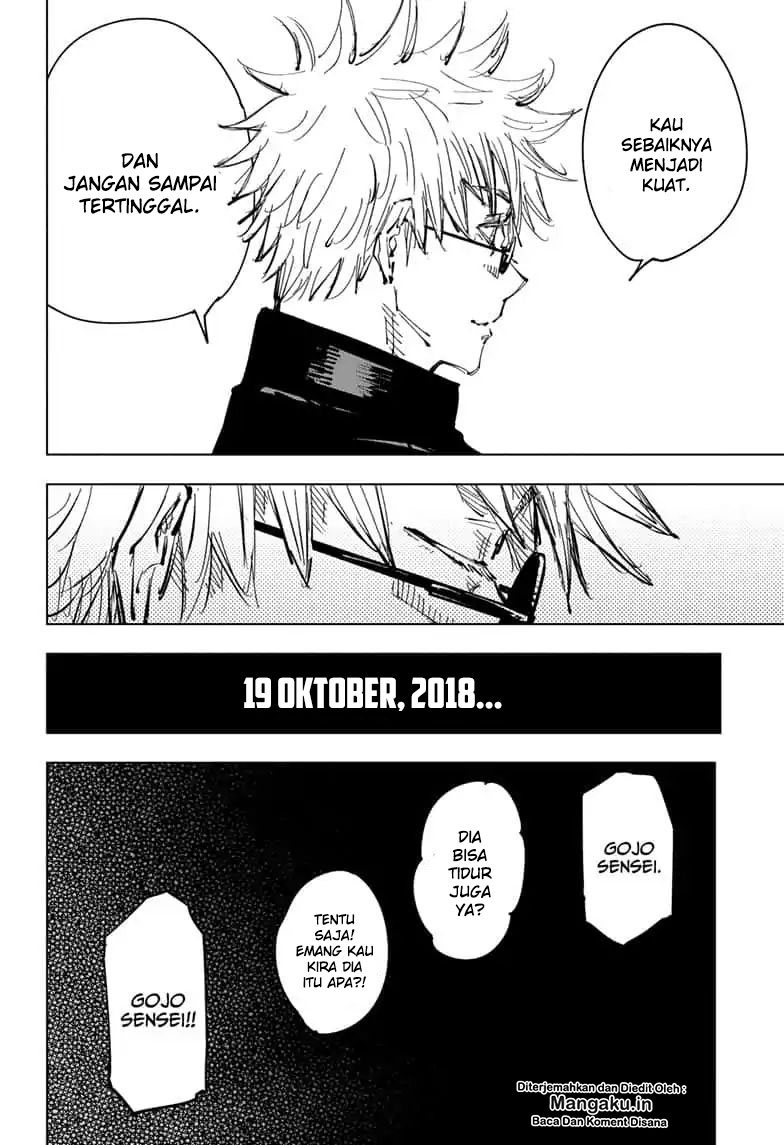 KAU
SEBAIKNYA
MENJADI
KUAT.
DAN
JANGAN SAMPAI
TERTINGGAL.
19 OKTOBER, 2018...
GOJO
SENSEI.
DIA
BISA
TIDUR
JUGA
YA?
TENTU
SAJA!
EMANG KAU
KIRA DIA
ITU APA?!
GOJO
SENSEI!!
Diterjemahkan dan Diedit Oleh :
Mangaku.in
Baca Dan Koment Disana